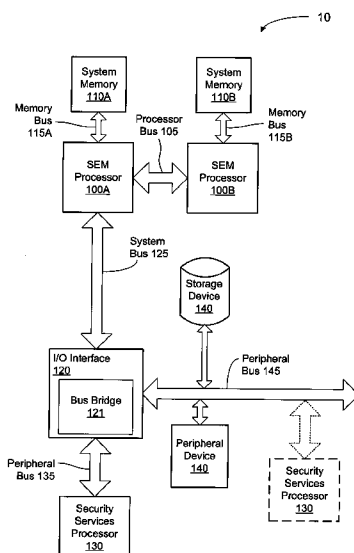 10
System
Memory
110A
System
Memory
110B
Memory
Bus
115A
Processor
Bus 105
Memory
Bus
115B
SEM
Processor
100A
SEM
Processor
100B
System
Bus 125
Storage
Device
140
I/O Interface
120
Peripheral
Bus 145
Bus Bridge
121
Peripheral
Device
140
Peripheral
Bus 135
Security
Services
Processor
130
Security
Services
Processor
130